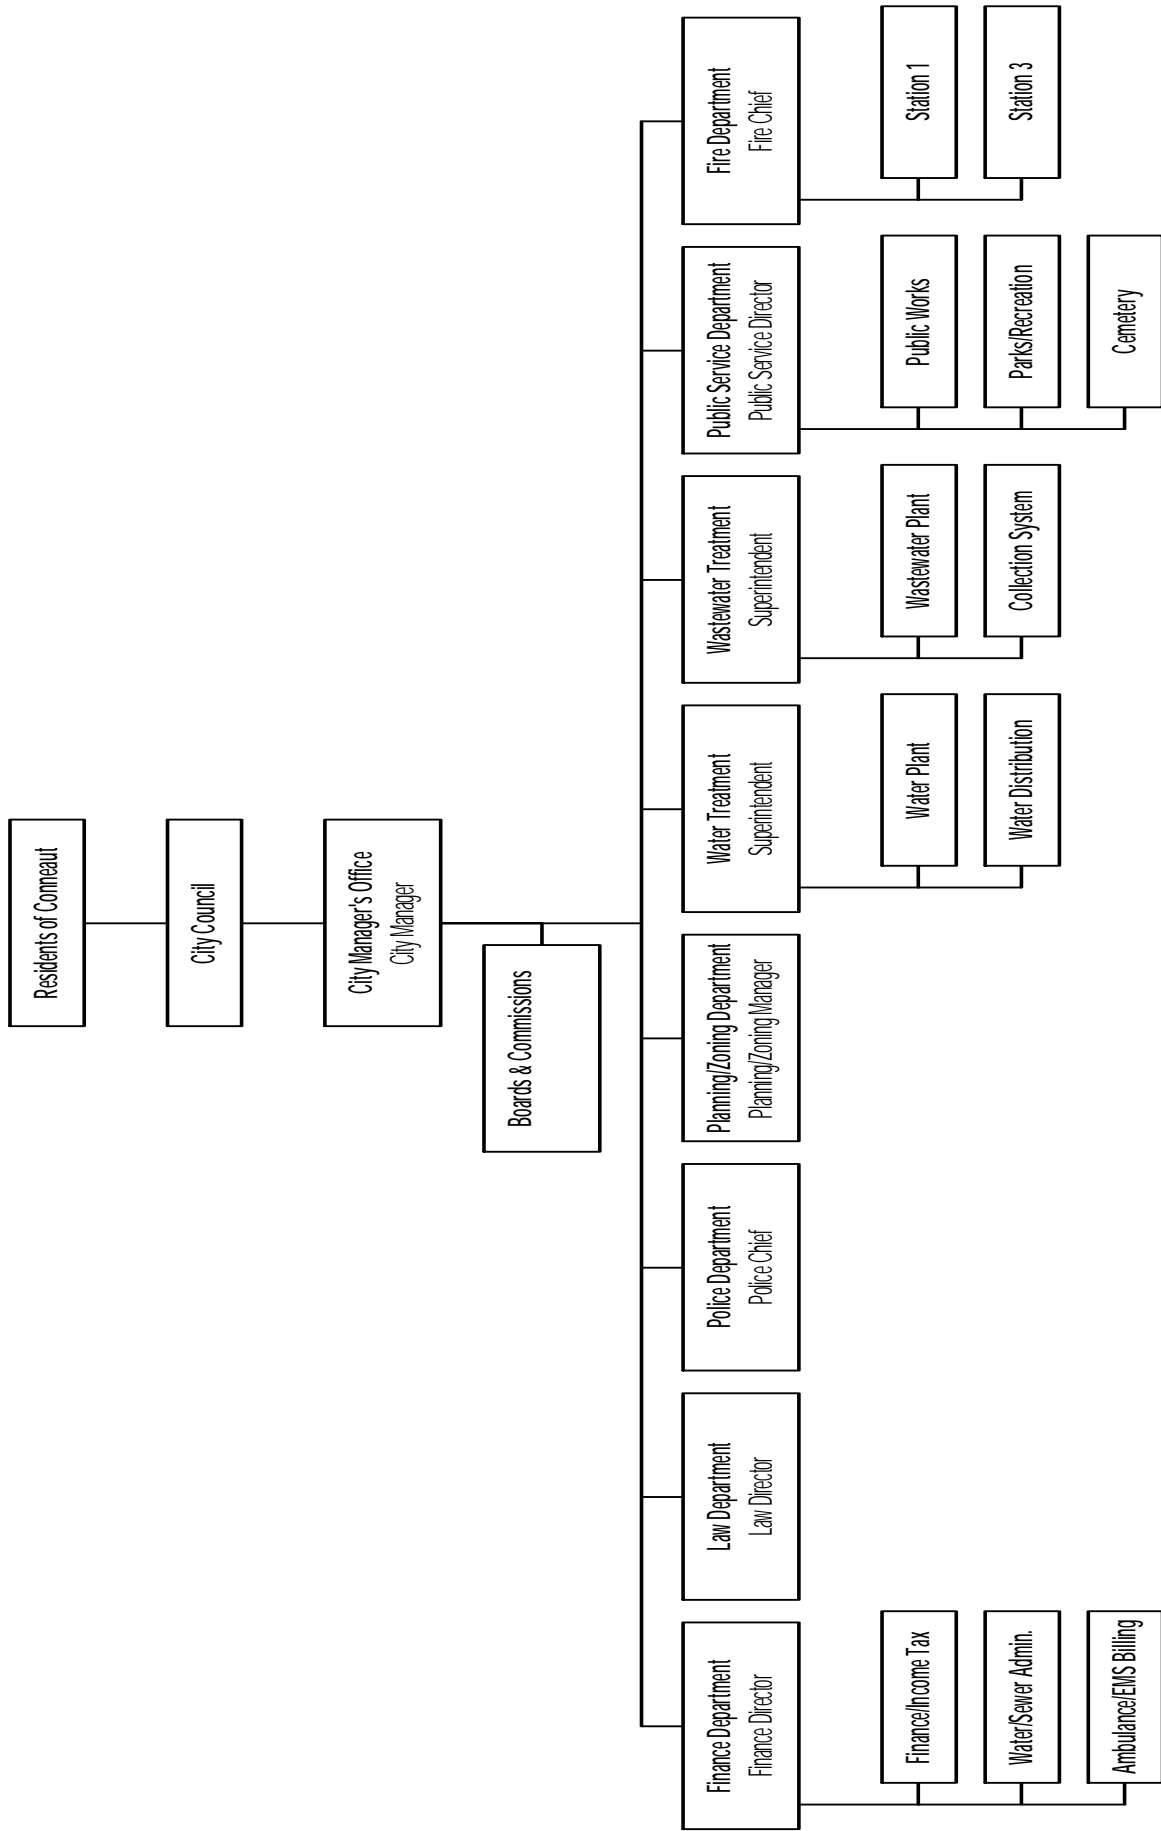 Residents of Conneaut
City Council
City Manager's Office
City Manager
Boards & Commissions
Finance Department
Finance Director
Law Department
Law Director
Police Department
Police Chief
Planning/Zoning Department
Planning/Zoning Manager
Water Treatment
Superintendent
Wastewater Treatment
Superintendent
Public Service Department
Public Service Director
Fire Department
Fire Chief
Finance/Income Tax
Water Plant
Wastewater Plant
Public Works
Station 1
Water/Sewer Admin.
Water Distribution
Collection System
Parks/Recreation
Station 3
Ambulance/EMS Billing
Cemetery